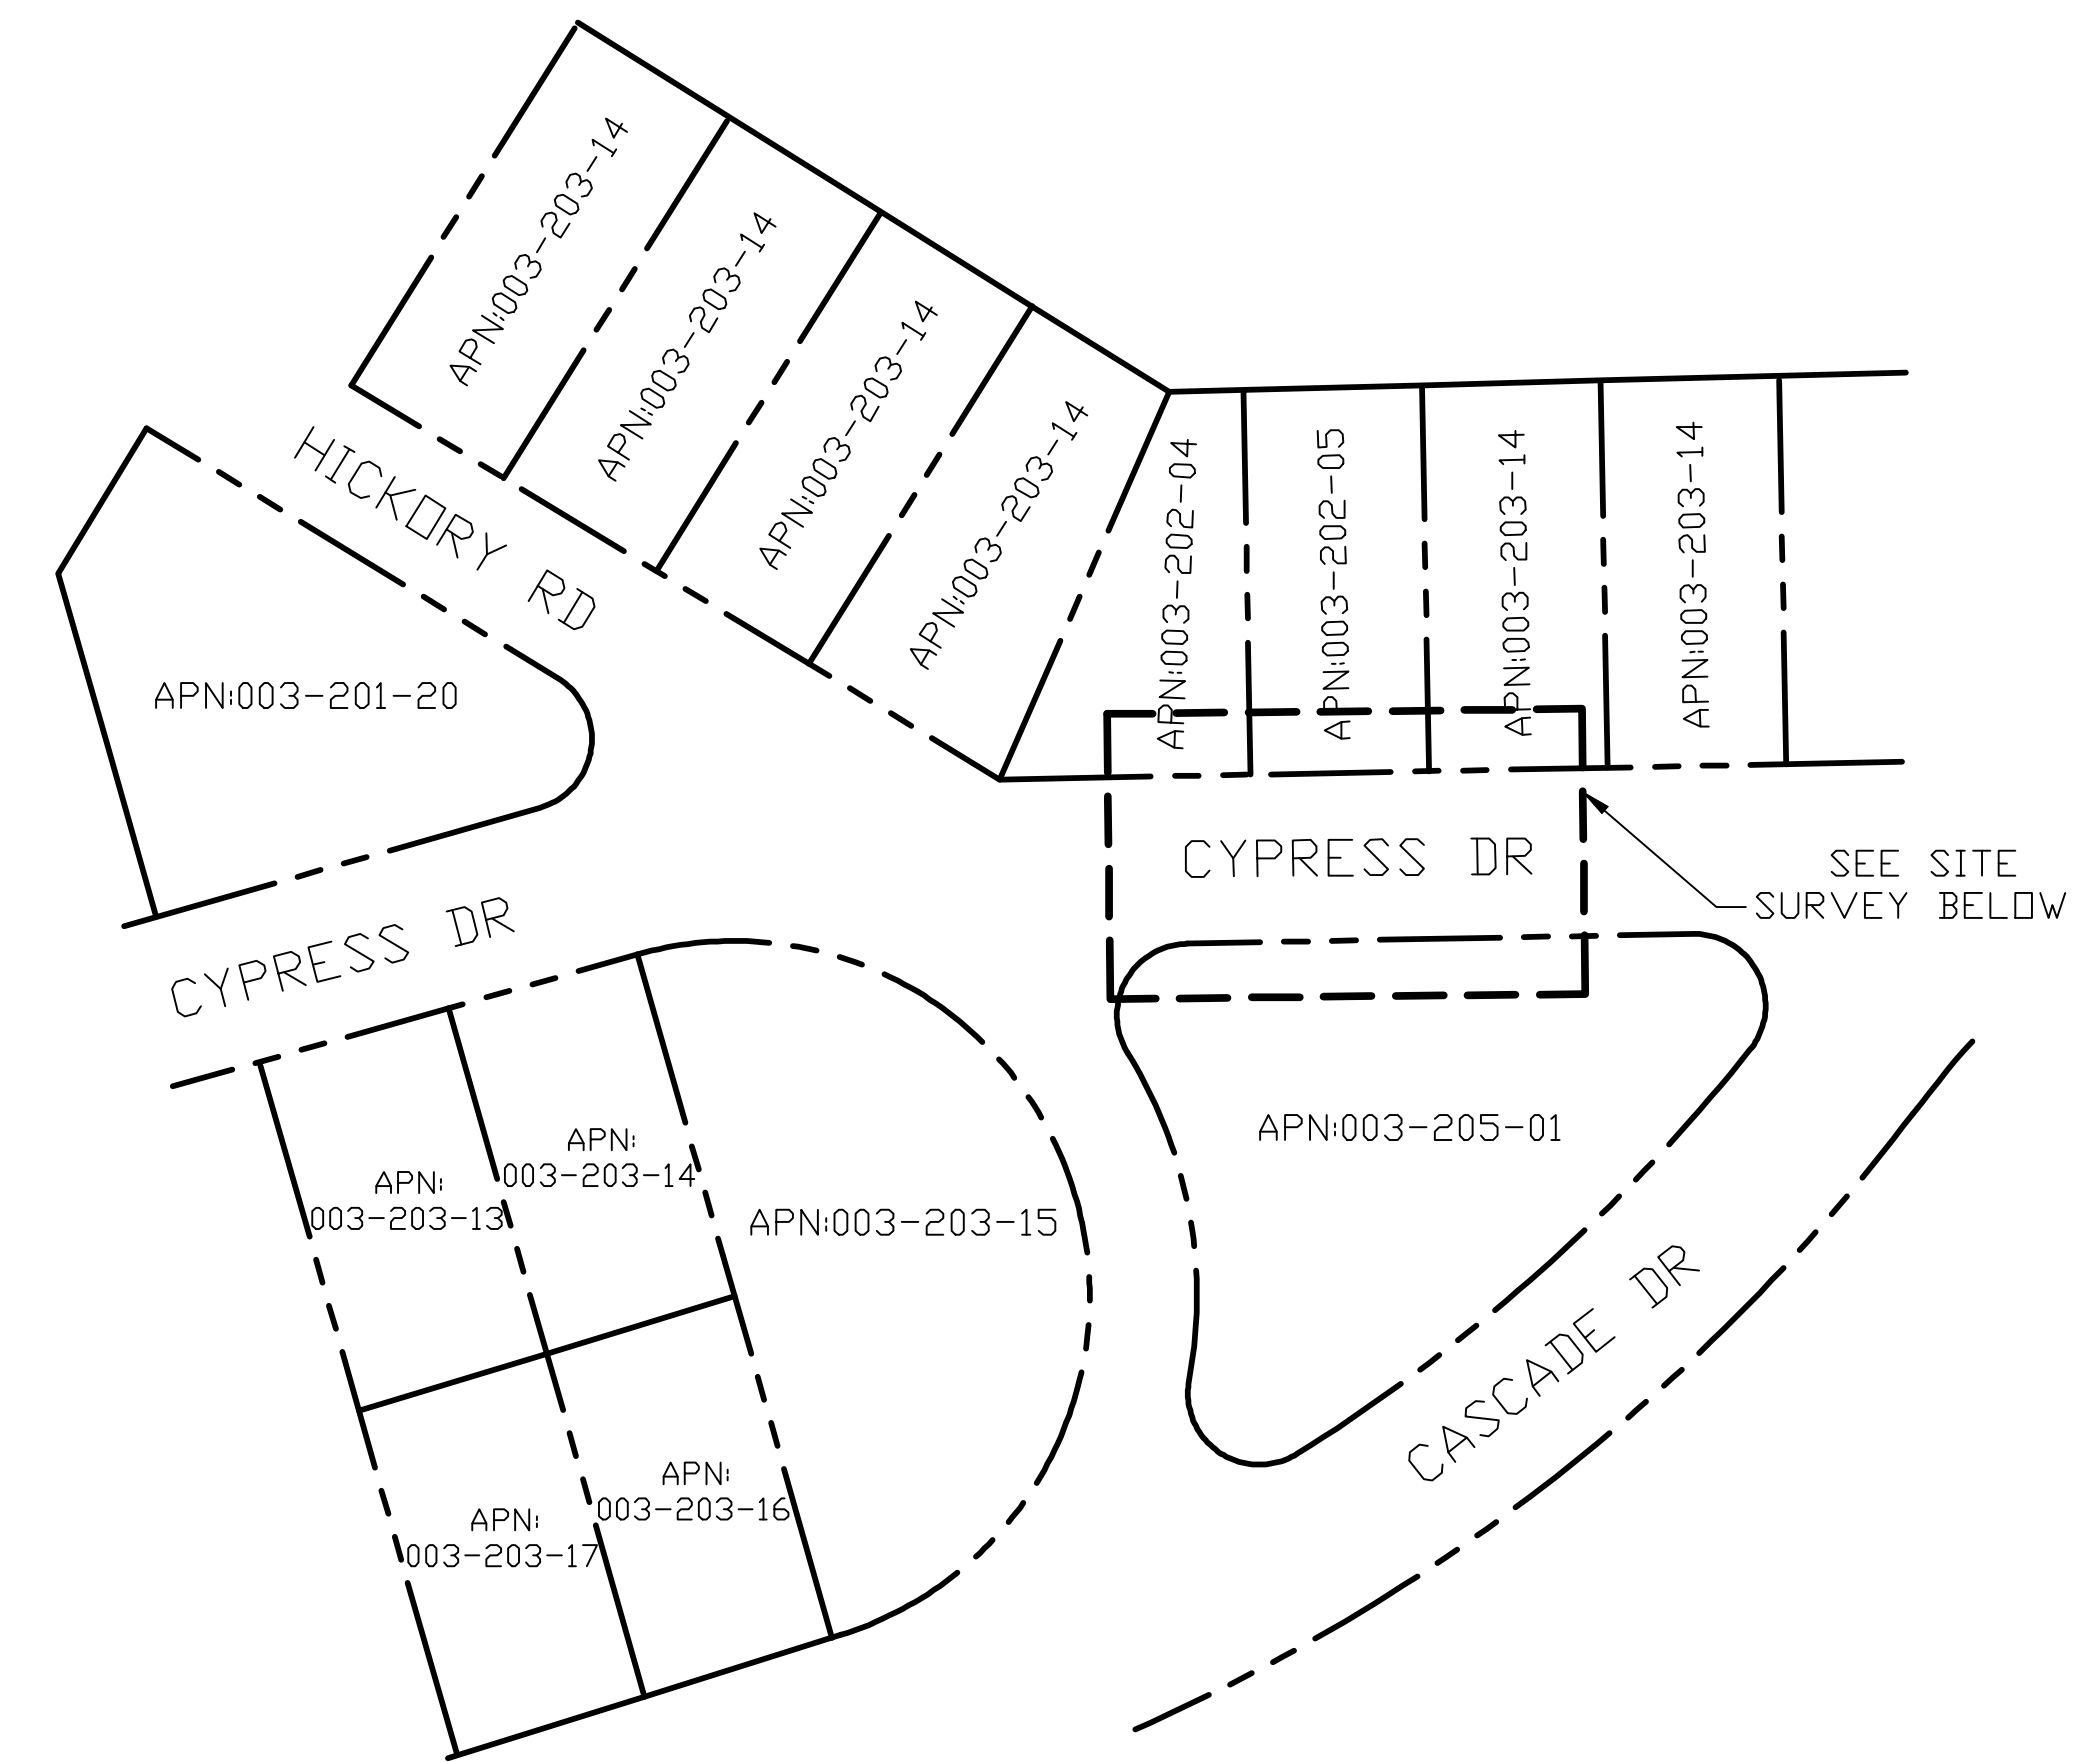 APN:003-203-14
APN:003-203-14
APN:003-203-14
APN:003-203-14
APN:003-202-04
APN:003-202-05
APN:003-203-14
APN:003-203-14
HICKORY RD
APN:003-201-20
CYPRESS DR
SEE SITE
SURVEY BELOW
CYPRESS DR
APN:003-205-01
APN:
003-203-14
APN:
003-203-13
APN:003-203-15
CASCADE DR
APN:
003-203-16
APN:
003-203-17